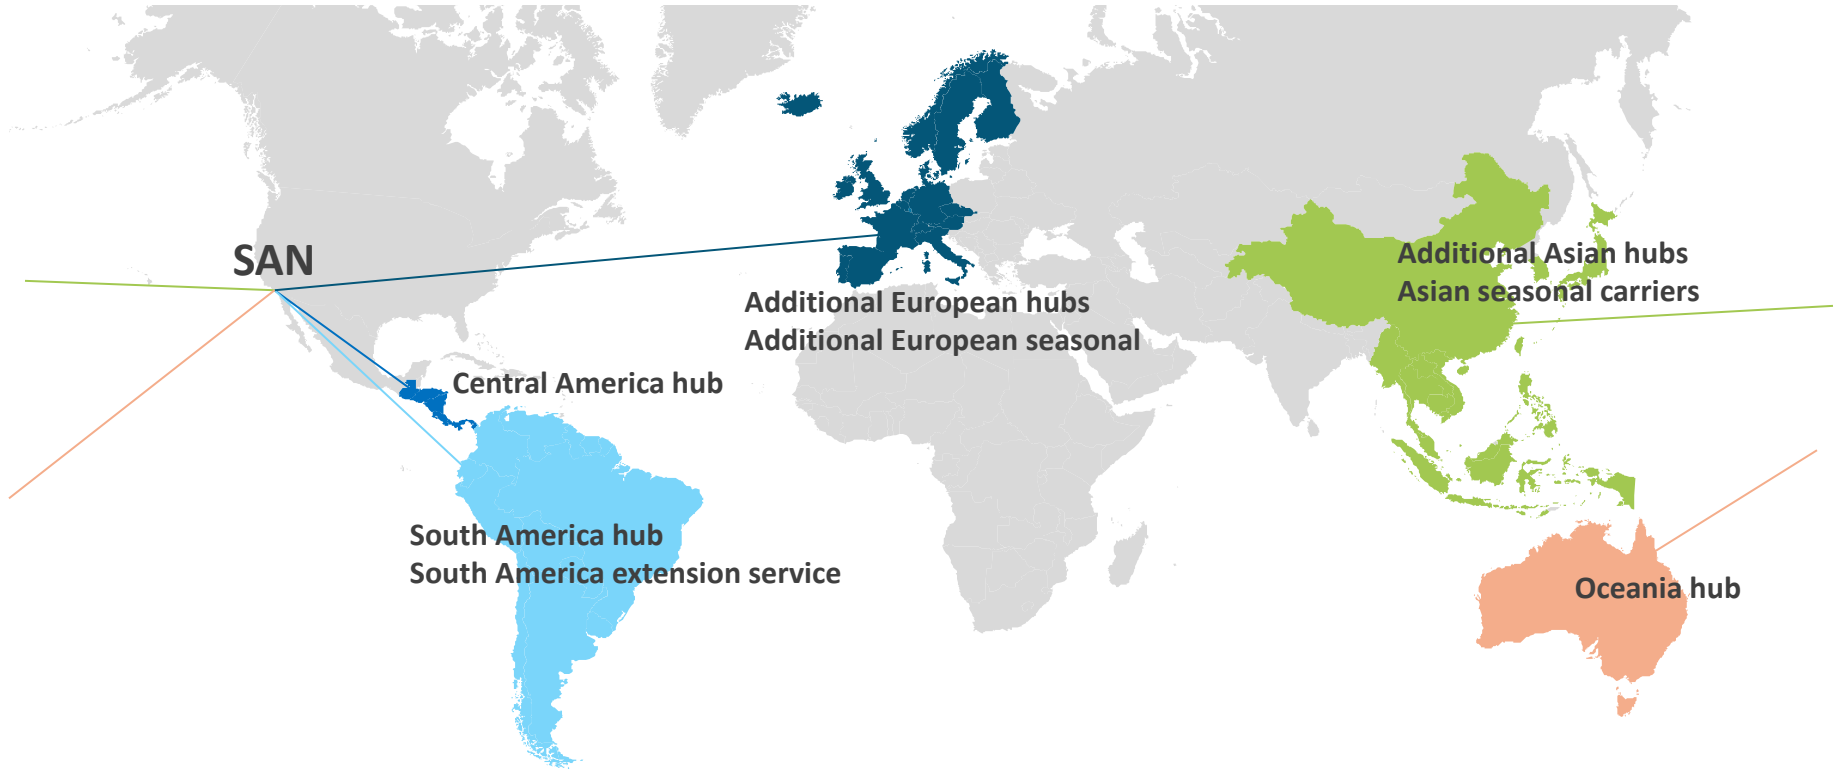 SAN
Additional European hubs
Additional European seasonal
Additional Asian hubs
Asian seasonal carriers
Central America hub
South America hub
South America extension service
Oceania hub